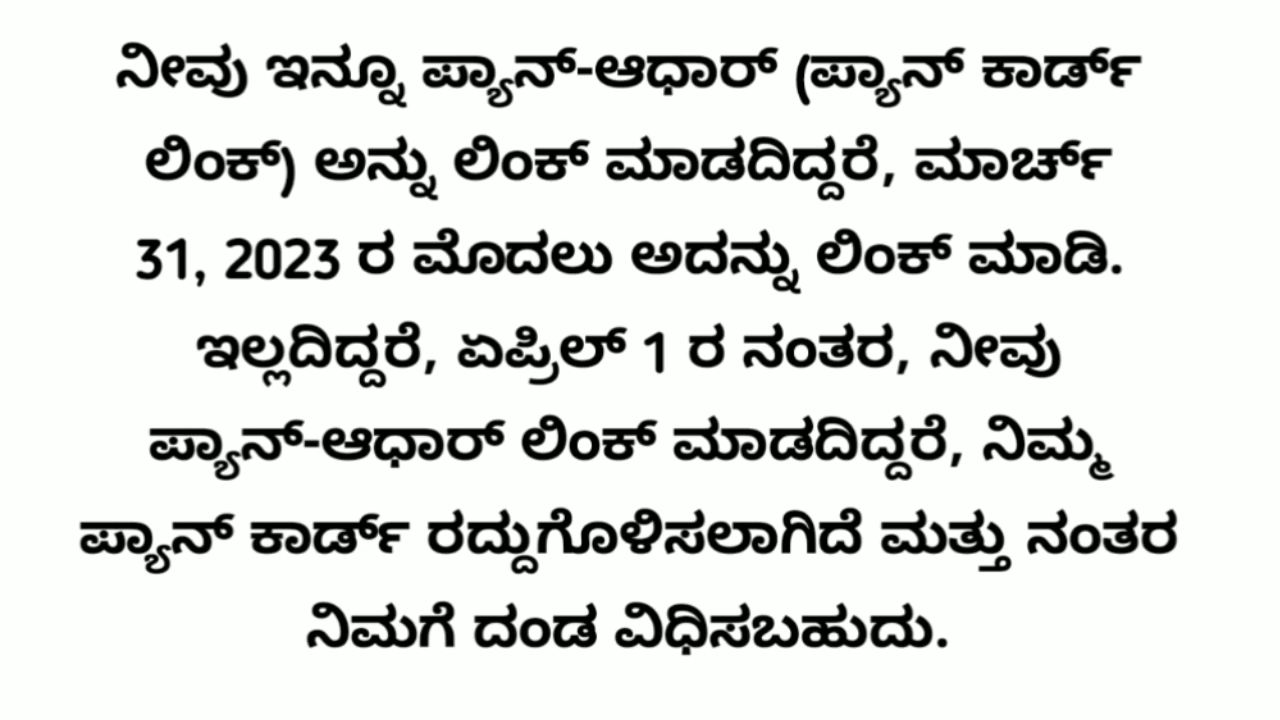 ನೀವು ಇನ್ನೂ ಪ್ಯಾನ್-ಆಧಾರ್ (ಪ್ಯಾನ್ ಕಾರ್ಡ್
ಲಿಂಕ್) ಅನ್ನು ಲಿಂಕ್ ಮಾಡದಿದ್ದರೆ, ಮಾರ್ಚ್
31, 2023 ರ ಮೊದಲು ಅದನ್ನು ಲಿಂಕ್ ಮಾಡಿ.
ಇಲ್ಲದಿದ್ದರೆ, ಏಪ್ರಿಲ್ 1 ರ ನಂತರ, ನೀವು
ಪ್ಯಾನ್-ಆಧಾರ್ ಲಿಂಕ್ ಮಾಡದಿದ್ದರೆ, ನಿಮ್ಮ
ಪ್ಯಾನ್ ಕಾರ್ಡ್ ರದ್ದುಗೊಳಿಸಲಾಗಿದೆ ಮತ್ತು ನಂತರ
ನಿಮಗೆ ದಂಡ ವಿಧಿಸಬಹುದು.